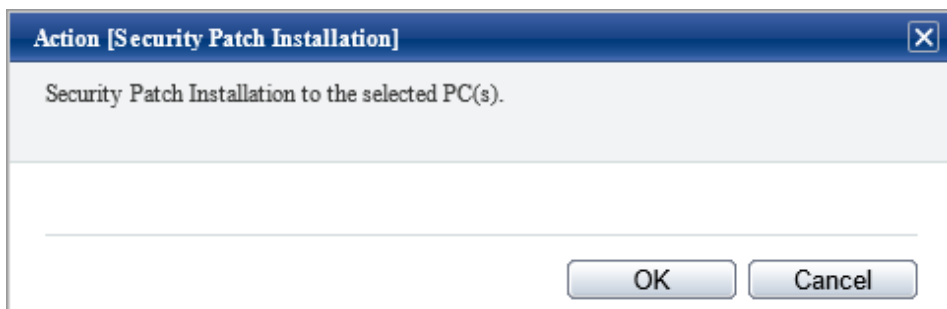 Action [Security Patch Installation]
Security Patch Installation to the selected PC(s).
OK
Cancel